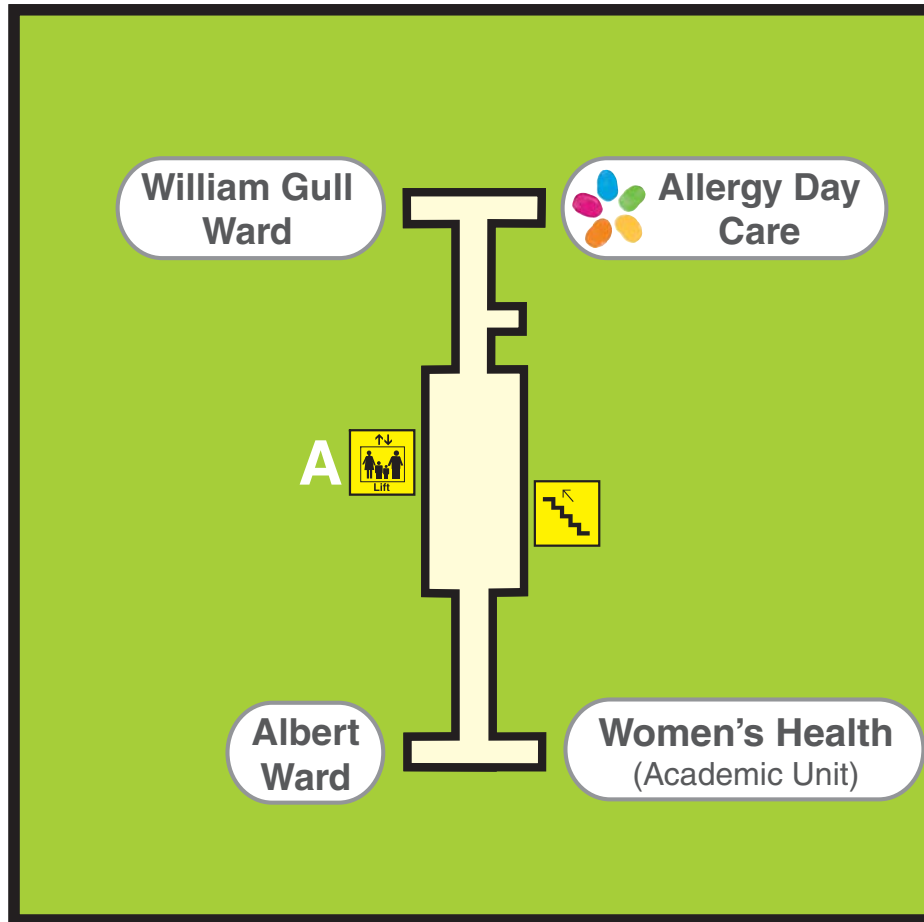 William Gull
Ward
Allergy Day
Care
A
Lift
Albert
Ward
Women’s Health
(Academic Unit)